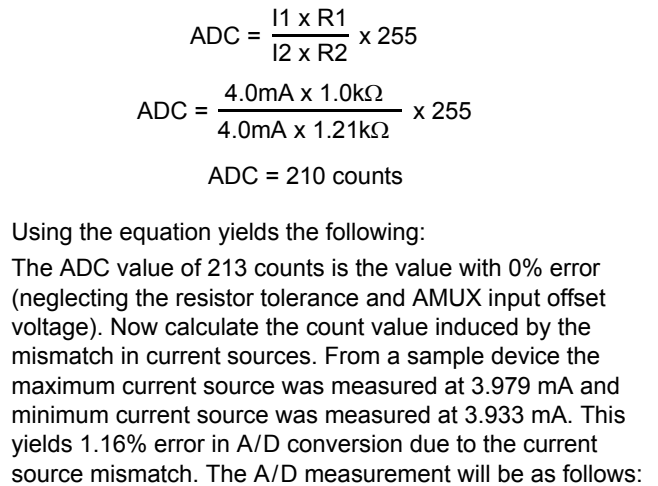 I1 x R1
ADC = ——— x 255
I2 x R2
4.0mA x 1.0kΩ
ADC = ——— x 255
4.0mA x 1.21kΩ
ADC = 210 counts
Using the equation yields the following:
The ADC value of 213 counts is the value with 0% error
(neglecting the resistor tolerance and AMUX input offset
voltage). Now calculate the count value induced by the
mismatch in current sources. From a sample device the
maximum current source was measured at 3.979 mA and
minimum current source was measured at 3.933 mA. This
yields 1.16% error in A/D conversion due to the current
source mismatch. The A/D measurement will be as follows: